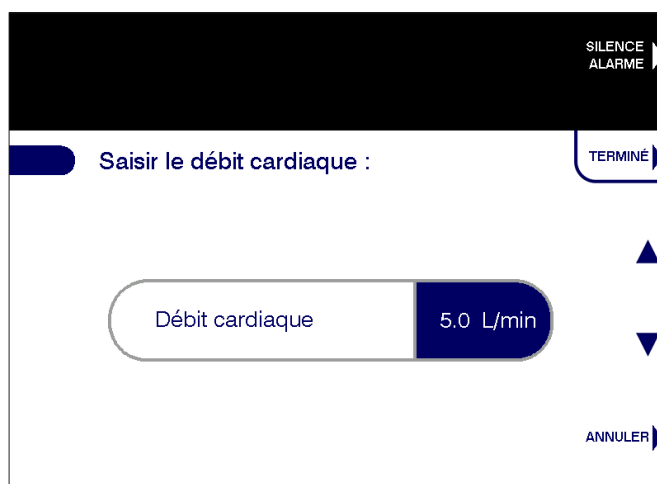 SILENCE
ALARME
TERMINÉ
Saisir le débit cardiaque :
Débit cardiaque 5.0 L/min
ANNULER